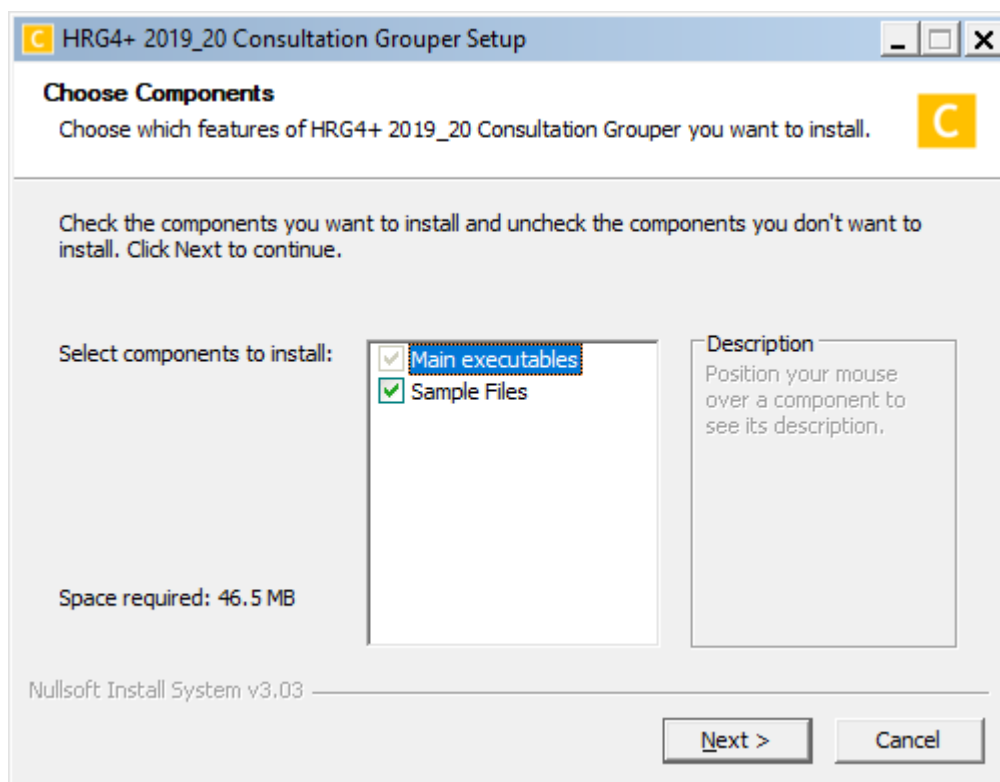 C HRG4+ 2019_20 Consultation Grouper Setup
Choose Components
Choose which features of HRG4+ 2019_20 Consultation Grouper you want to install.
C
Check the components you want to install and uncheck the components you don't want to
install. Click Next to continue.
Select components to install:
Main executables
Sample Files
Description
Position your mouse
over a component to
see its description.
Space required: 46.5 MB
Nullsoft Install System v3.03
Next >
Cancel